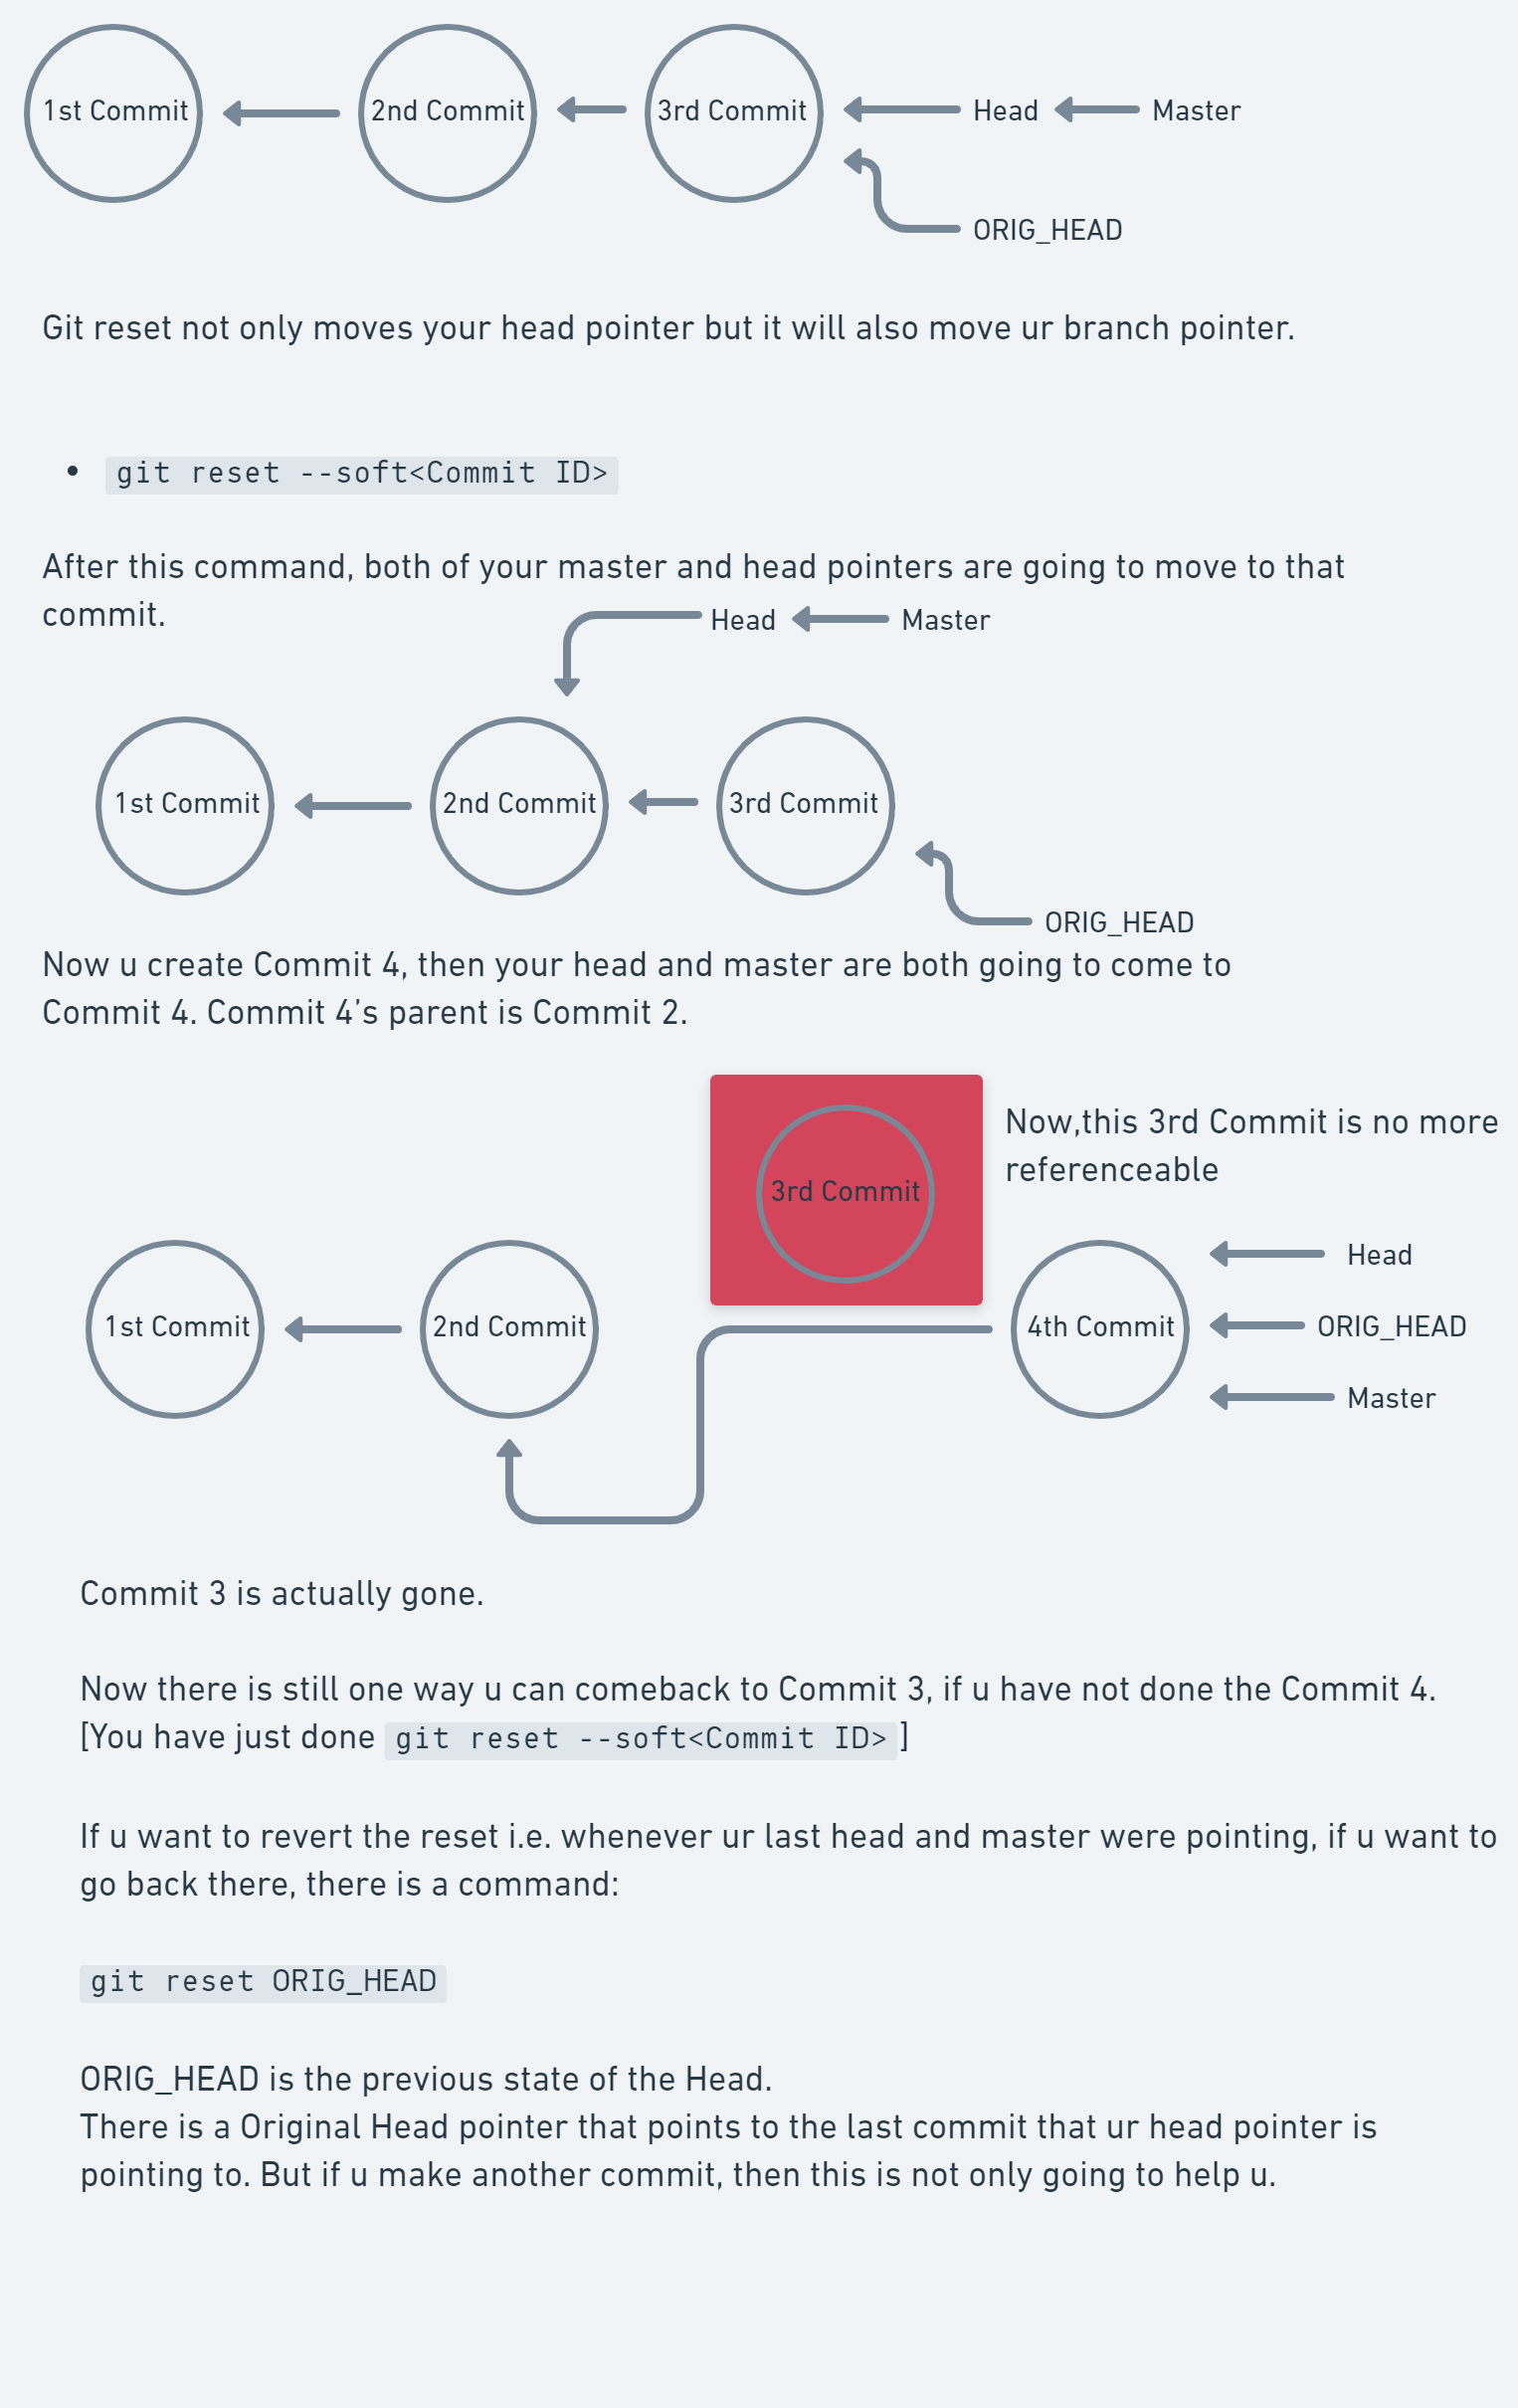 1st Commit
2nd Commit
3rd Commit
Head
Master
ORIG_HEAD
Git reset not only moves your head pointer but it will also move ur branch pointer.
• git reset --soft<Commit ID>
After this command, both of your master and head pointers are going to move to that
commit.
Head
Master
1st Commit
2nd Commit
3rd Commit
ORIG_HEAD
Now u create Commit 4, then your head and master are both going to come to
Commit 4. Commit 4's parent is Commit 2.
3rd Commit
Now,this 3rd Commit is no more
referenceable
1st Commit
2nd Commit
4th Commit
Head
ORIG_HEAD
Master
Commit 3 is actually gone.
Now there is still one way u can comeback to Commit 3, if u have not done the Commit 4.
[You have just done git reset --soft<Commit ID>]
If u want to revert the reset i.e. whenever ur last head and master were pointing, if u want to
go back there, there is a command:
git reset ORIG_HEAD
ORIG_HEAD is the previous state of the Head.
There is a Original Head pointer that points to the last commit that ur head pointer is
pointing to. But if u make another commit, then this is not only going to help u.